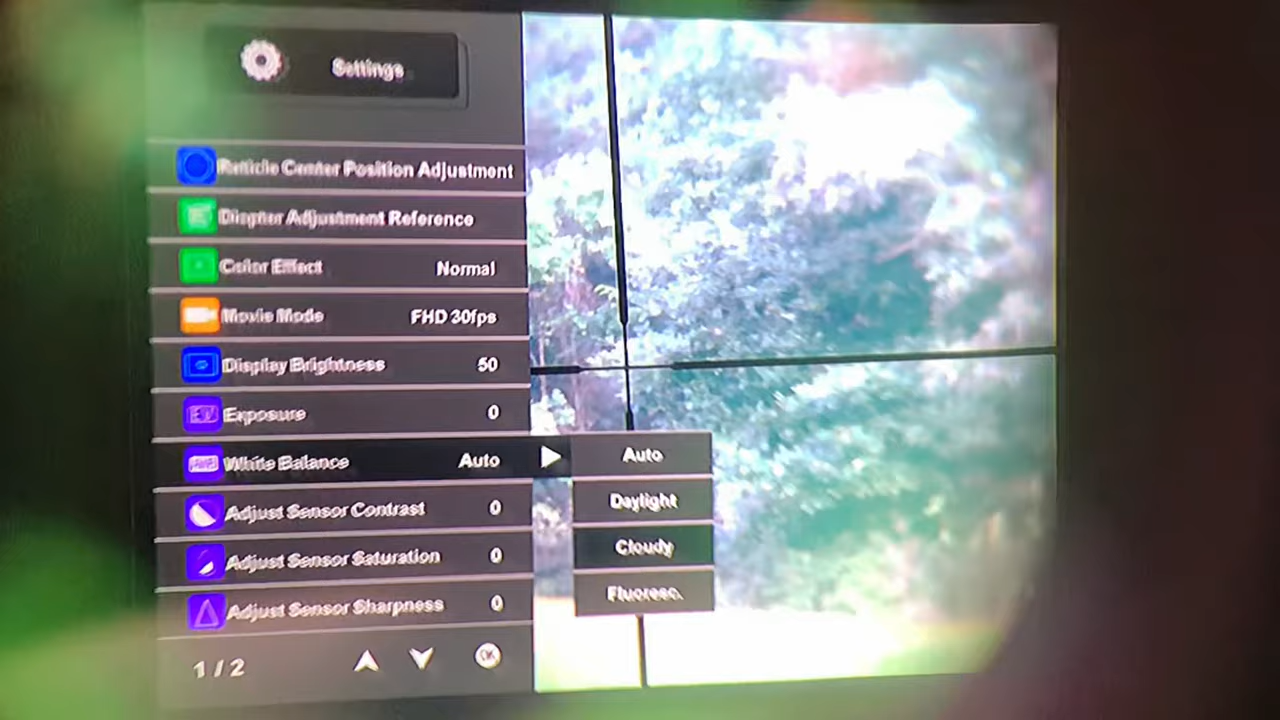 Settings
Reticle Center Position Adjustment
Diopter Adjustment Reference
Color Effect Normal
Movie Mode FHD 30fps
Display Brightness 50
EV Exposure 0
White Balance Auto
Auto
Daylight
Cloudy
Fluoresc.
Adjust Sensor Contrast 0
Adjust Sensor Saturation 0
Adjust Sensor Sharpness 0
1 / 2
OK